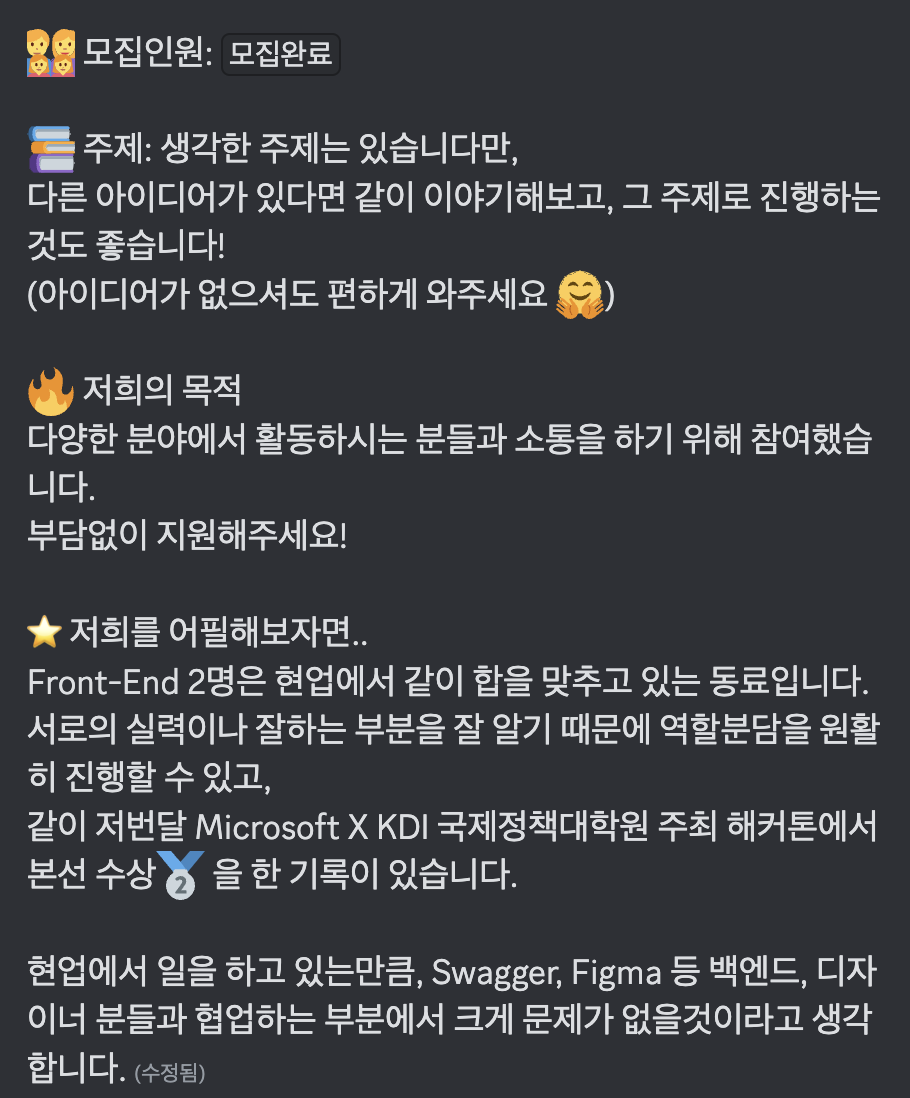 👩‍👩‍👧‍👧 모집인원: 모집완료
📚 주제: 생각한 주제는 있습니다만,
다른 아이디어가 있다면 같이 이야기해보고, 그 주제로 진행하는
것도 좋습니다!
(아이디어가 없으셔도 편하게 와주세요 🤗)
🔥 저희의 목적
다양한 분야에서 활동하시는 분들과 소통을 하기 위해 참여했습
니다.
부담없이 지원해주세요!
⭐ 저희를 어필해보자면..
Front-End 2명은 현업에서 같이 합을 맞추고 있는 동료입니다.
서로의 실력이나 잘하는 부분을 잘 알기 때문에 역할분담을 원활
히 진행할 수 있고,
같이 저번달 Microsoft X KDI 국제정책대학원 주최 해커톤에서
본선 수상🥈 을 한 기록이 있습니다.
현업에서 일을 하고 있는만큼, Swagger, Figma 등 백엔드, 디자
이너 분들과 협업하는 부분에서 크게 문제가 없을것이라고 생각
합니다. (수정됨)